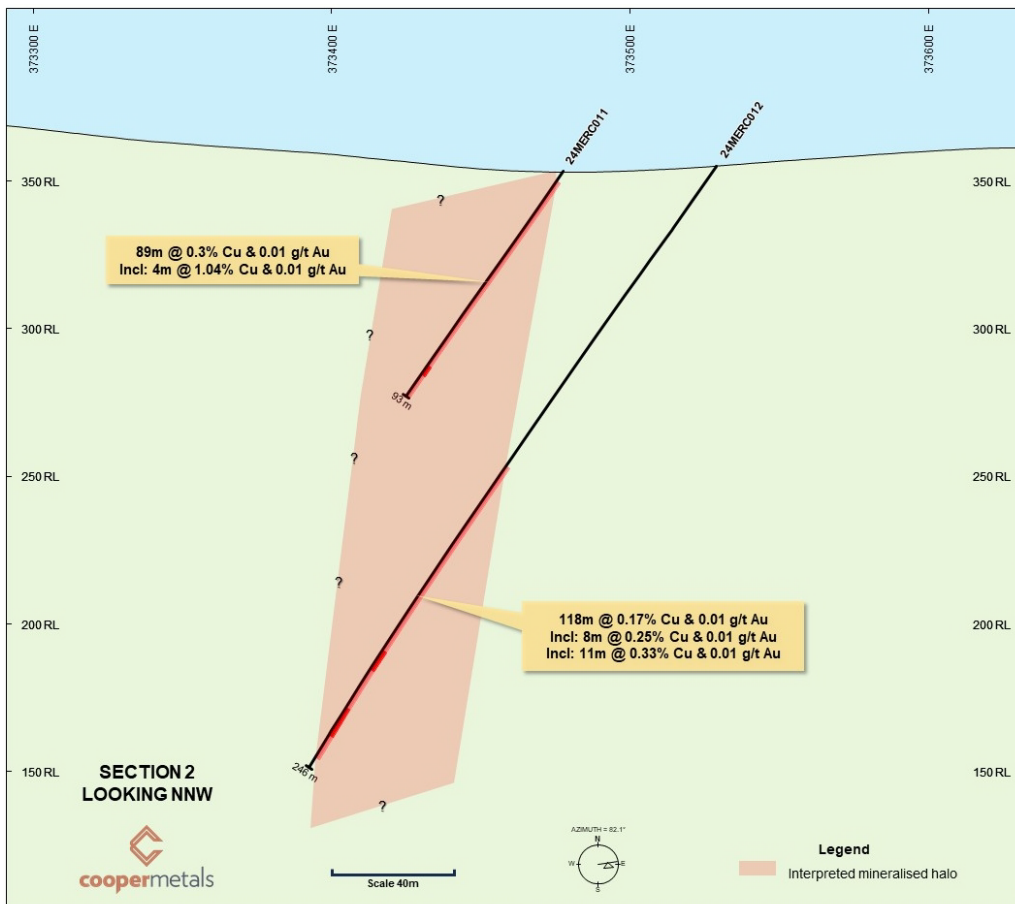 373300 E
373400 E
373500 E
373600 E
24MERC011
24MERC012
350 RL
350 RL
?
89m @ 0.3% Cu & 0.01 g/t Au
Incl: 4m @ 1.04% Cu & 0.01 g/t Au
300 RL
?
300 RL
93 m
?
250 RL
250 RL
?
200 RL
200 RL
118m @ 0.17% Cu & 0.01 g/t Au
Incl: 8m @ 0.25% Cu & 0.01 g/t Au
Incl: 11m @ 0.33% Cu & 0.01 g/t Au
246 m
150 RL
150 RL
?
SECTION 2
LOOKING NNW
coopermetals
Scale 40m
AZIMUTH = 82.1°
N
W
E
S
Legend
Interpreted mineralised halo